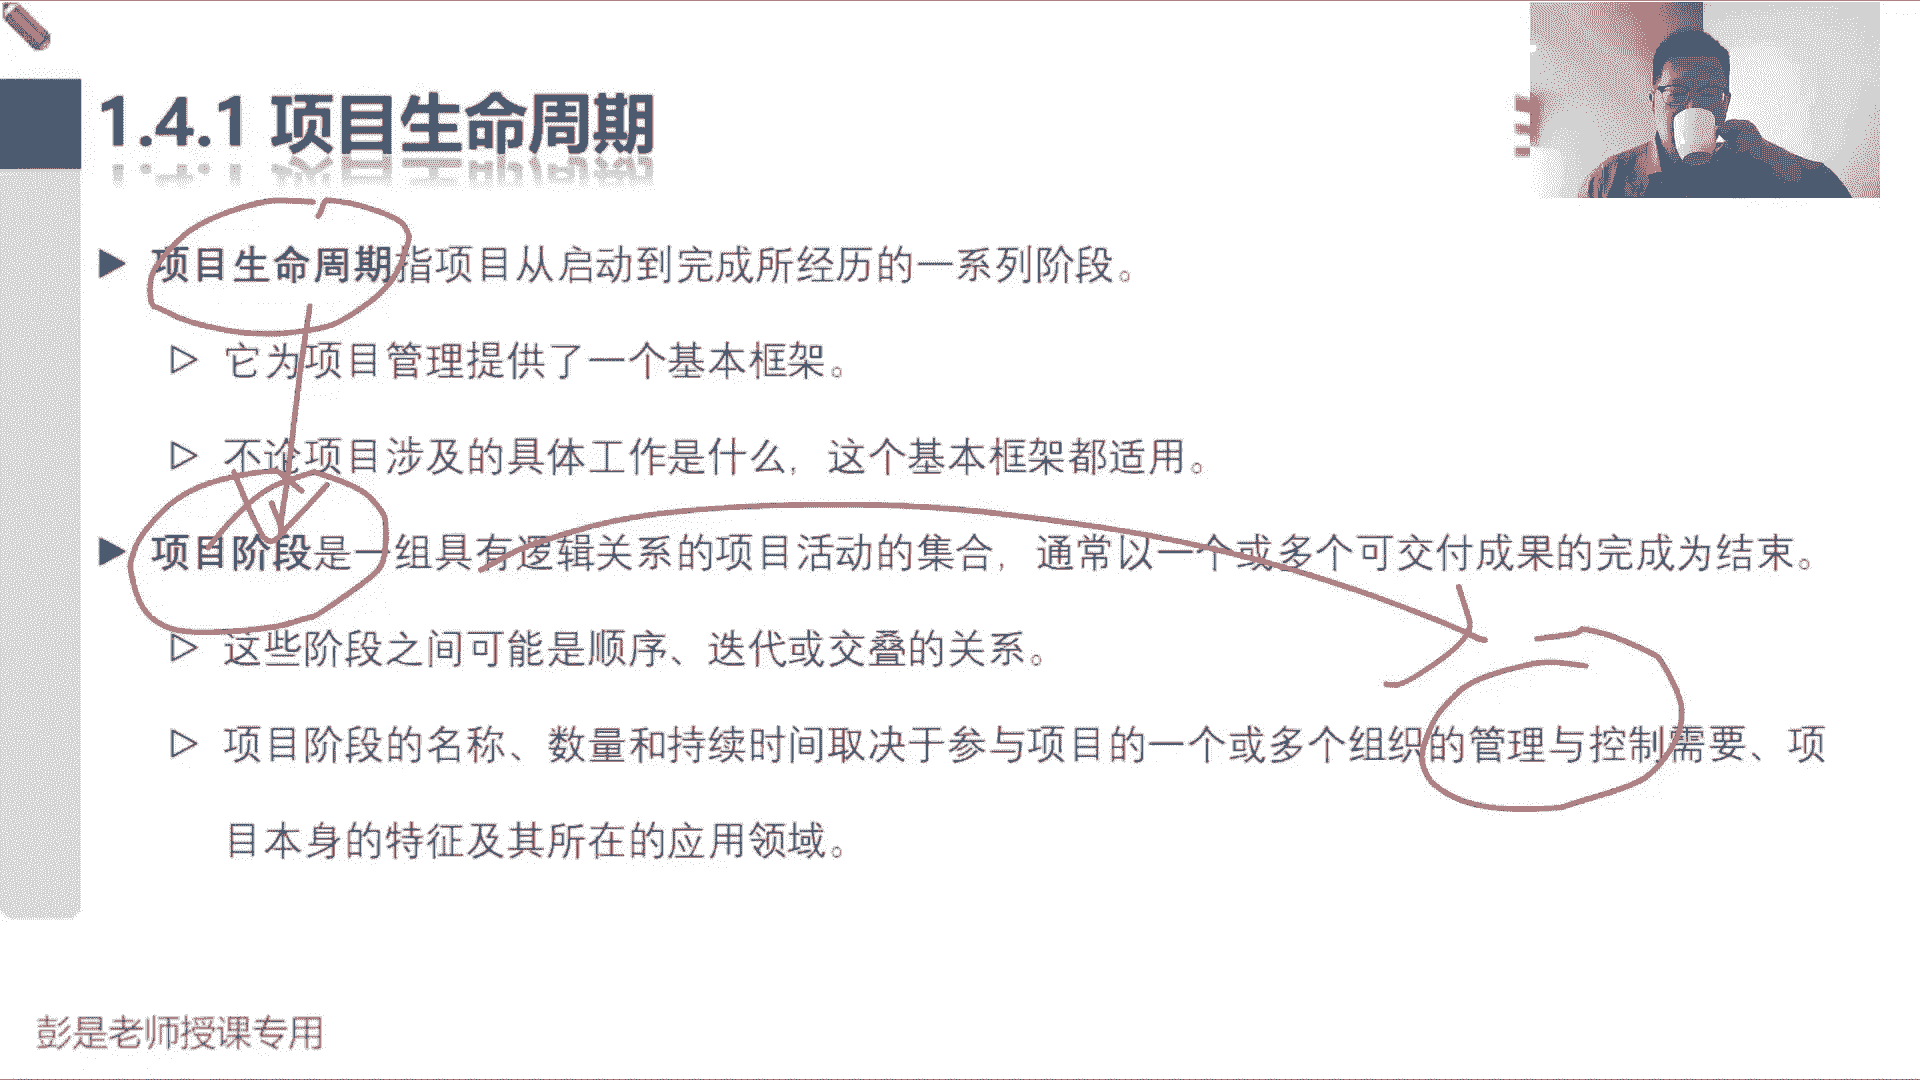 1.4.1 项目生命周期
项目生命周期指项目从启动到完成所经历的一系列阶段。
它为项目管理提供了一个基本框架。
不论项目涉及的具体工作是什么，这个基本框架都适用。
项目阶段是一组具有逻辑关系的项目活动的集合，通常以一个或多个可交付成果的完成为结束。
这些阶段之间可能是顺序、迭代或交叠的关系。
项目阶段的名称、数量和持续时间取决于参与项目的一个或多个组织的管理与控制需要、项
目本身的特征及其所在的应用领域。
彭是老师授课专用